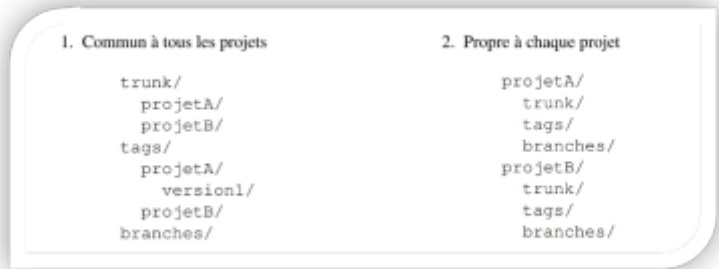 1. Commun à tous les projets
trunk/
projetA/
projetB/
tags/
projetA/
version1/
projetB/
branches/
2. Propre à chaque projet
projetA/
trunk/
tags/
branches/
projetB/
trunk/
tags/
branches/